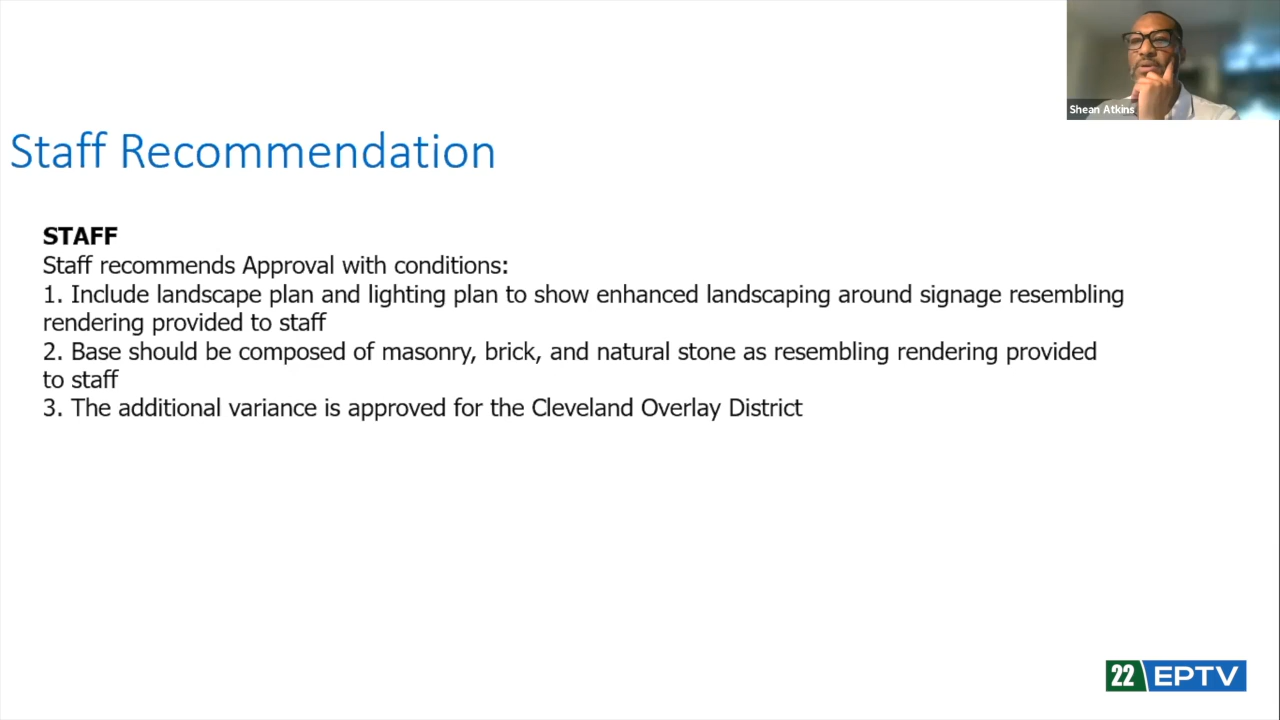 Shean Atkins
Staff Recommendation
STAFF
Staff recommends Approval with conditions:
1. Include landscape plan and lighting plan to show enhanced landscaping around signage resembling
rendering provided to staff
2. Base should be composed of masonry, brick, and natural stone as resembling rendering provided
to staff
3. The additional variance is approved for the Cleveland Overlay District
22 EPTV